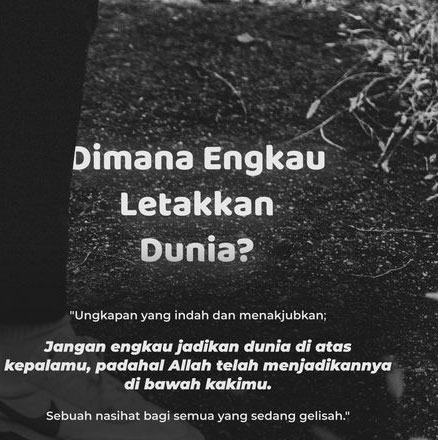 Dimana Engkau
Letakkan
Dunia?
"Ungkapan yang indah dan menakjubkan;
Jangan engkau jadikan dunia di atas
kepalamu, padahal Allah telah menjadikannya
di bawah kakimu.
Sebuah nasihat bagi semua yang sedang gelisah."